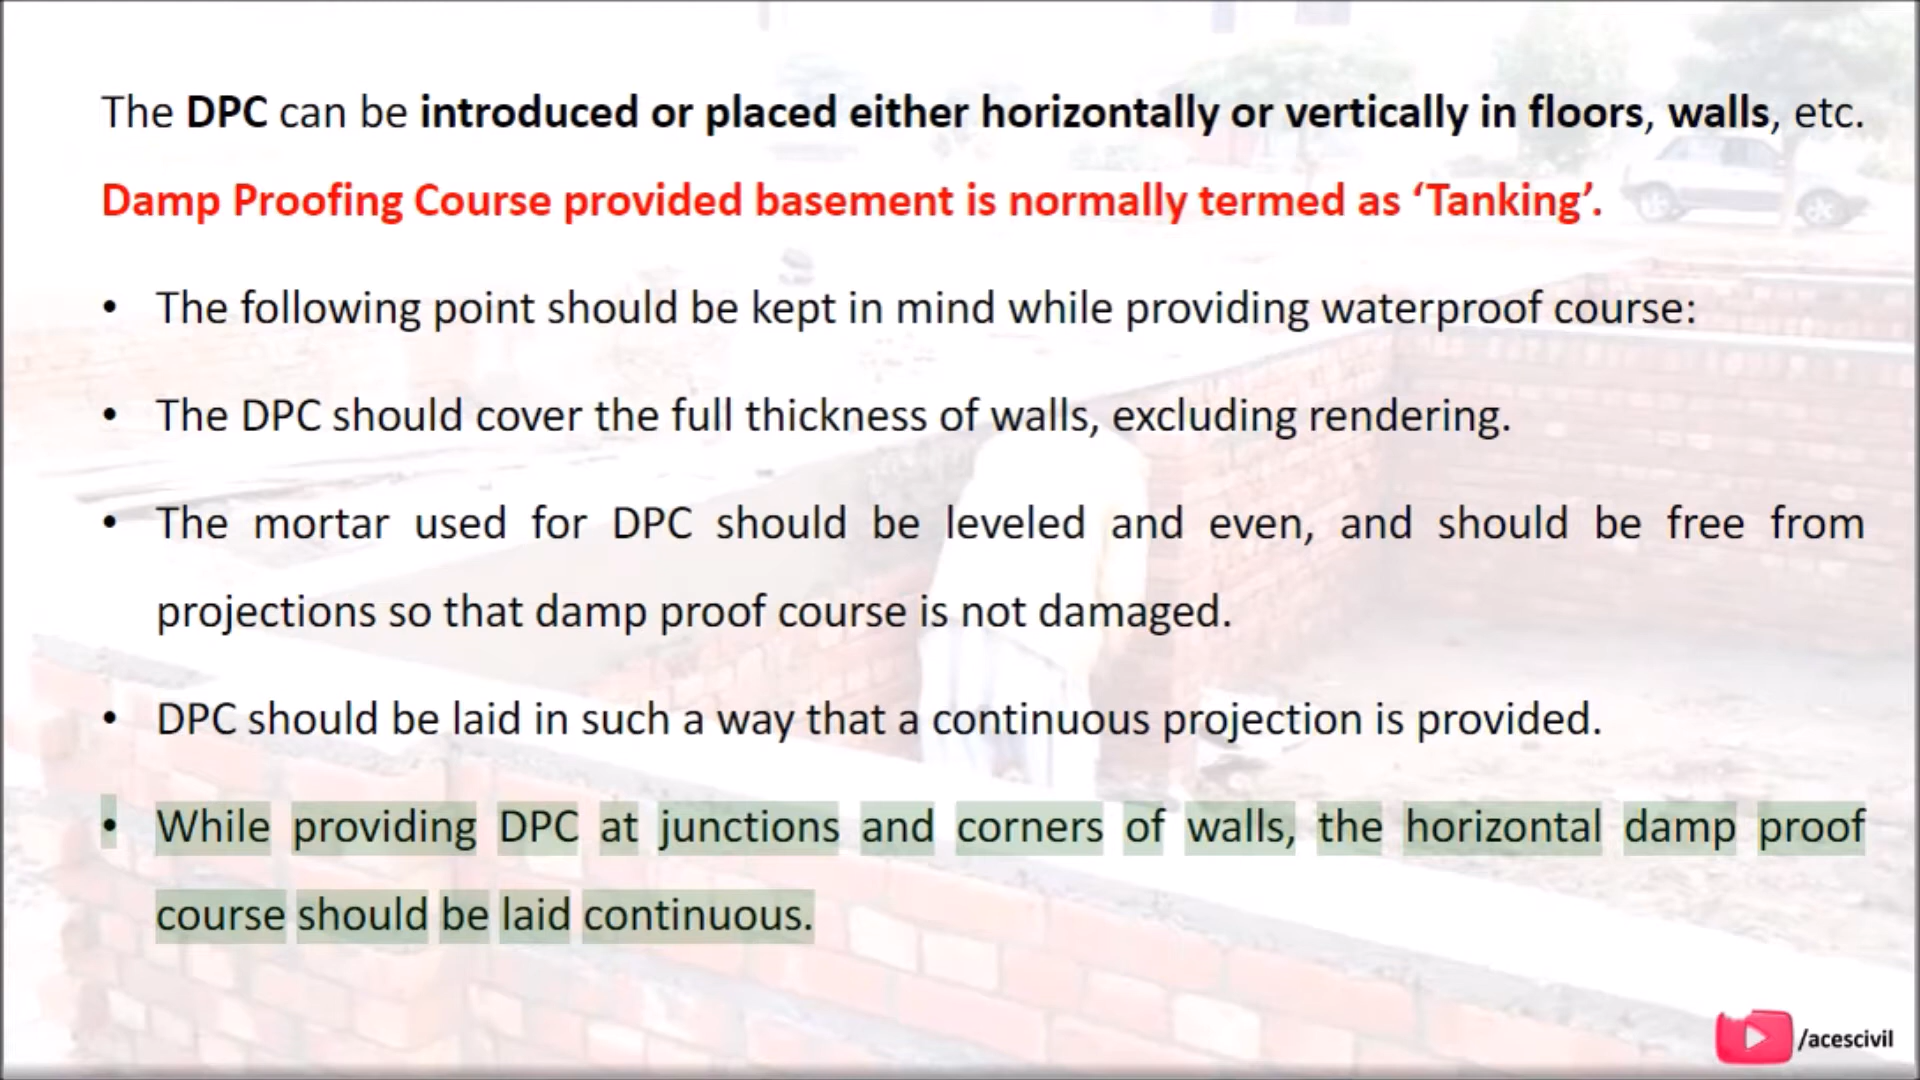 The DPC can be introduced or placed either horizontally or vertically in floors, walls, etc.
Damp Proofing Course provided basement is normally termed as ‘Tanking’.
• The following point should be kept in mind while providing waterproof course:
• The DPC should cover the full thickness of walls, excluding rendering.
• The mortar used for DPC should be leveled and even, and should be free from
projections so that damp proof course is not damaged.
• DPC should be laid in such a way that a continuous projection is provided.
• While providing DPC at junctions and corners of walls, the horizontal damp proof
course should be laid continuous.
/acescivil